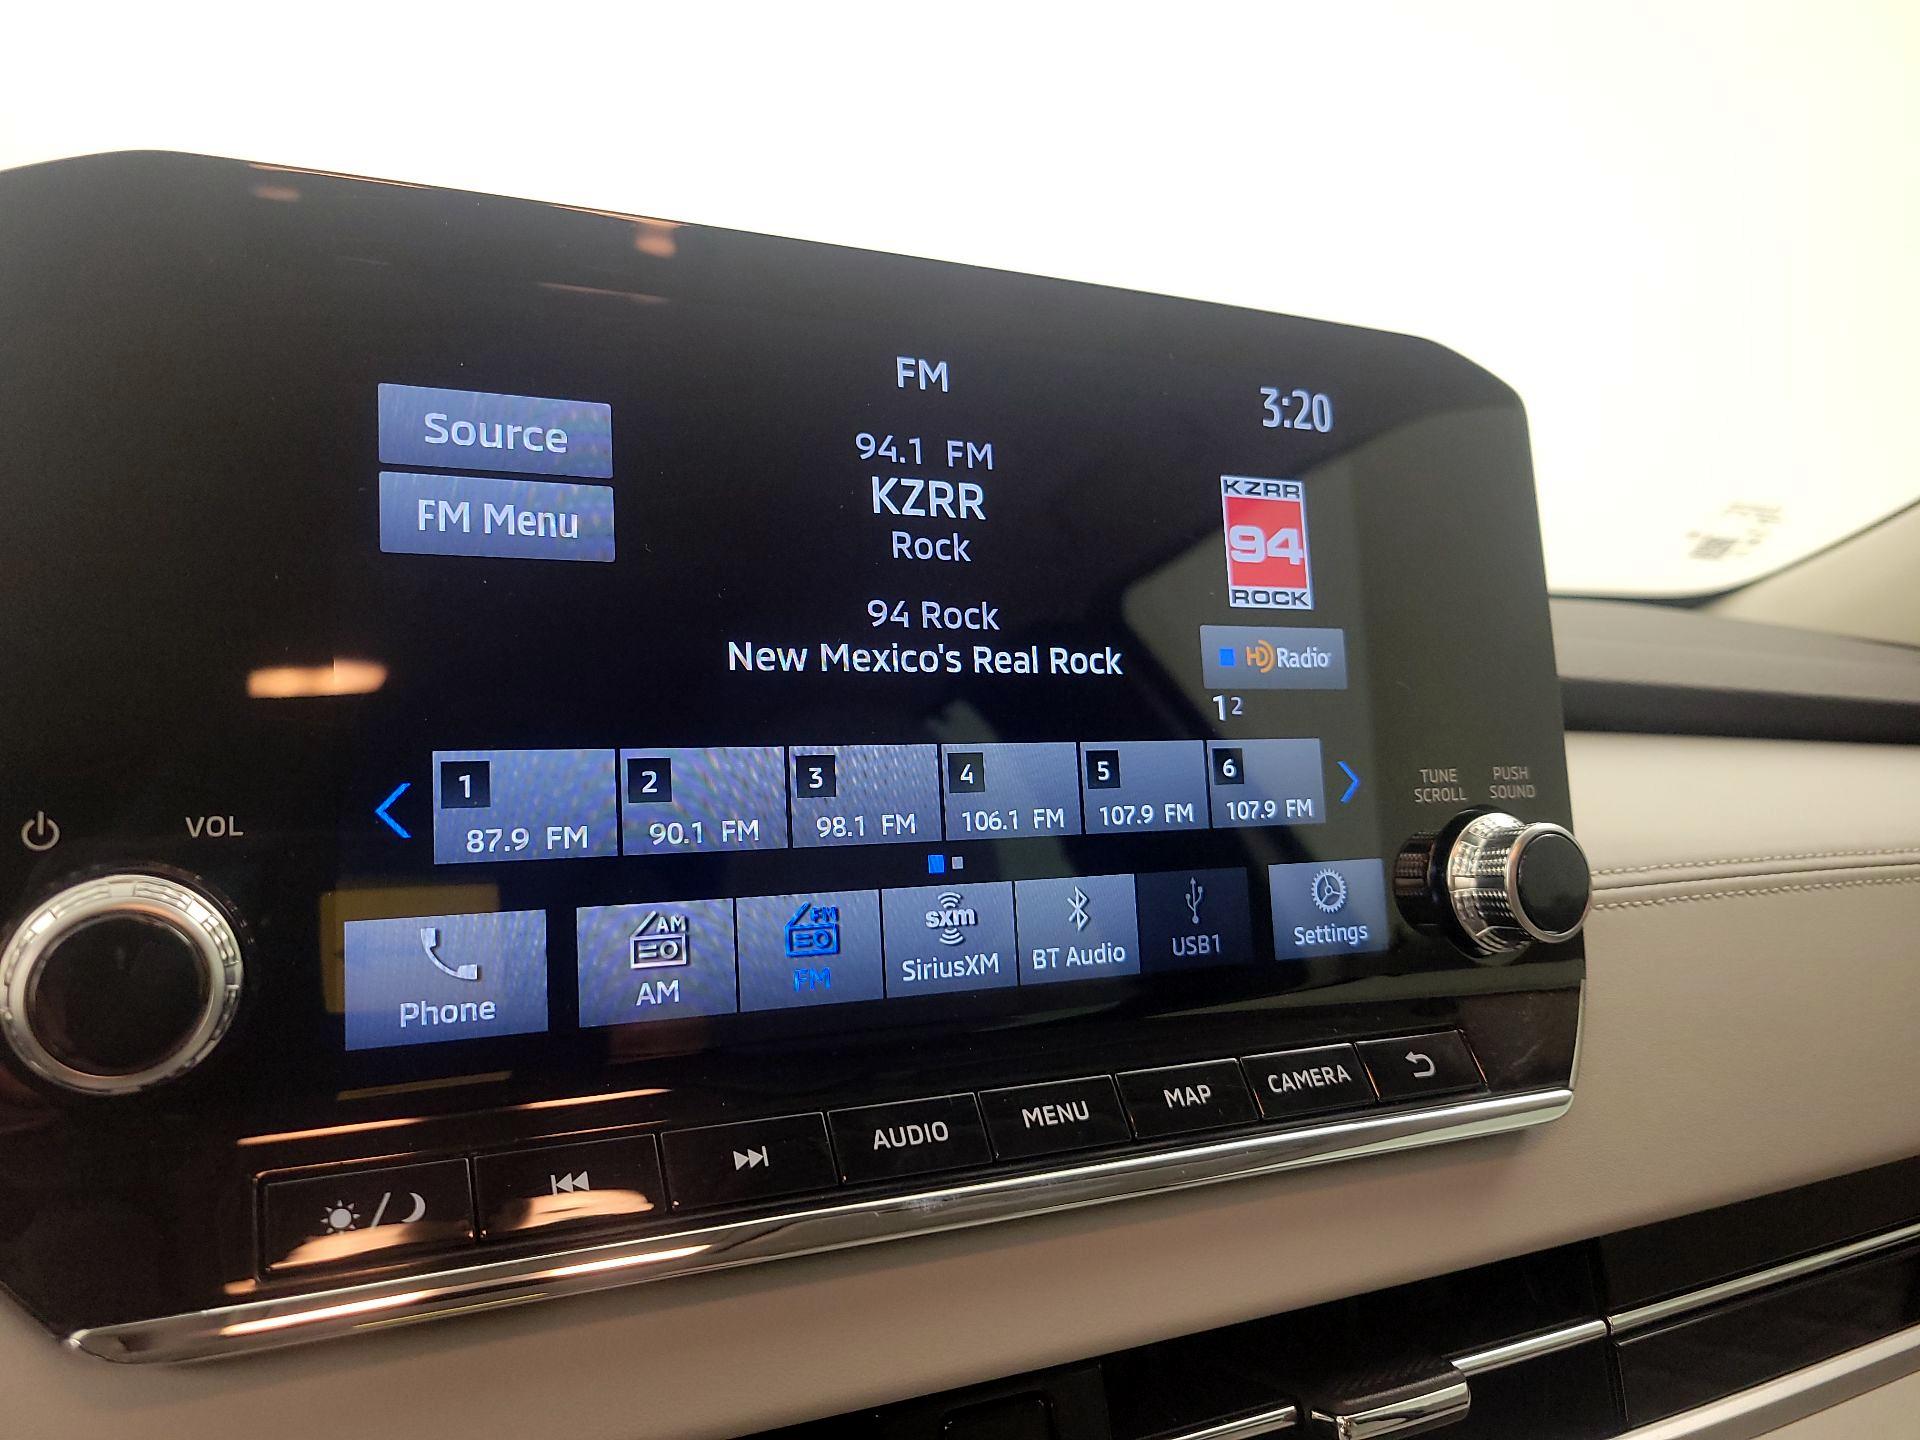 FM
3:20
Source
94.1 FM
KZRR
FM Menu
Rock
KZRR
94
ROCK
94 Rock
New Mexico's Real Rock
HD Radio
1 2
1
87.9 FM
2
90.1 FM
3
98.1 FM
4
106.1 FM
5
107.9 FM
6
107.9 FM
VOL
TUNE
SCROLL
PUSH
SOUND
Phone
AM
AM
FM
FM
sxm
SiriusXM
BT Audio
USB1
Settings
AUDIO
MENU
MAP
CAMERA